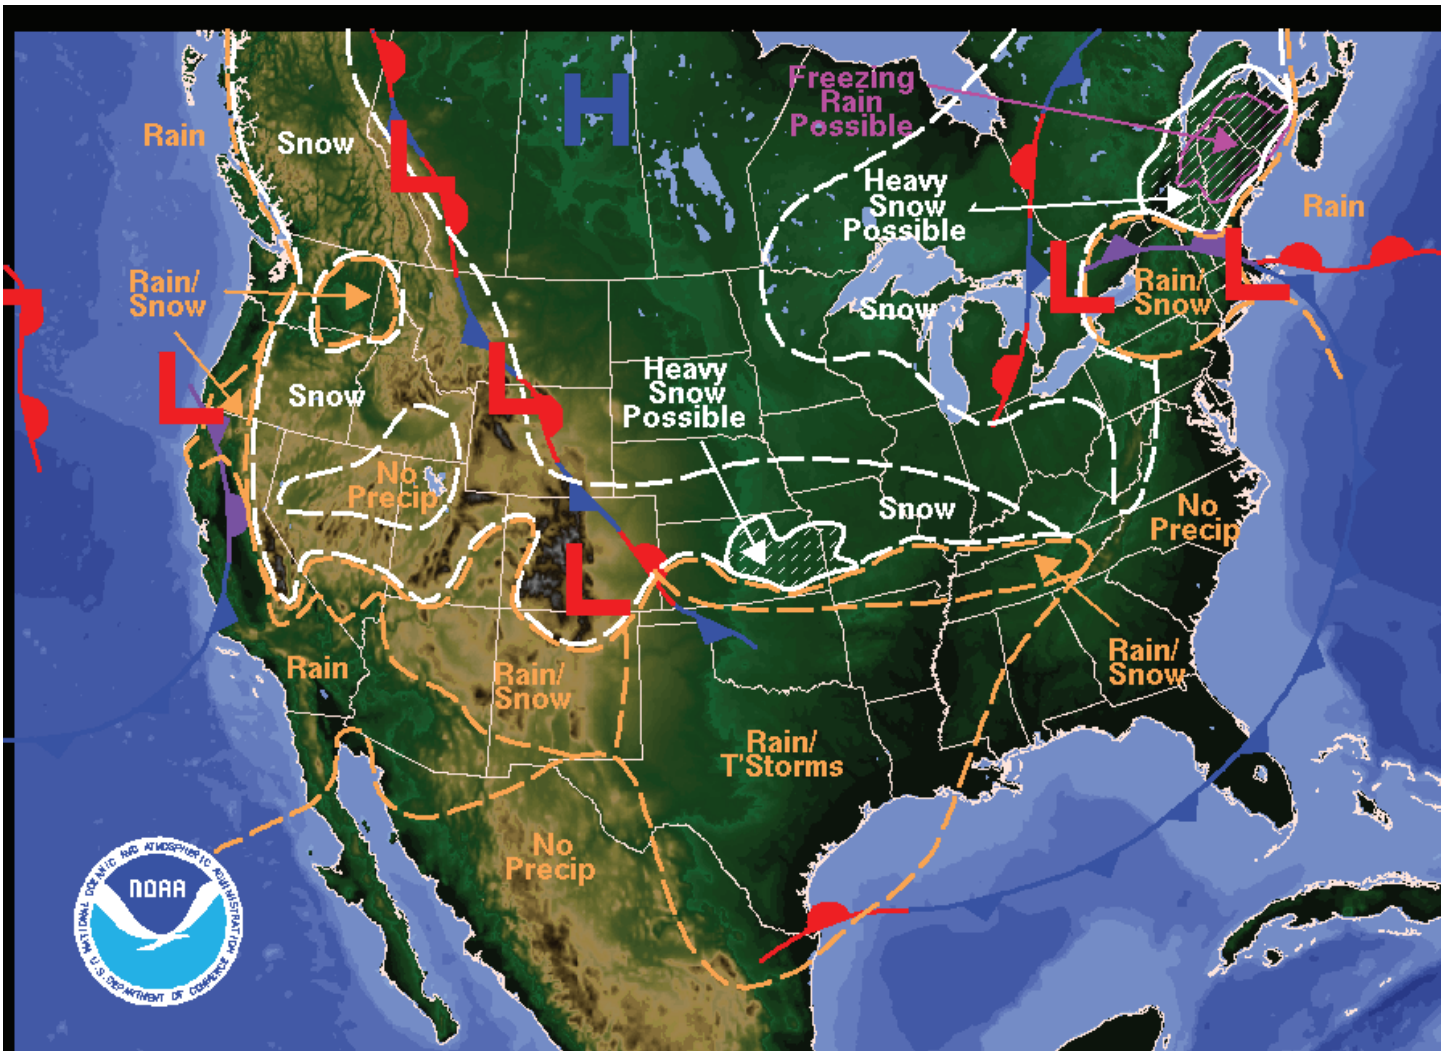 Freezing
Rain
Possible
H
Rain
Snow
L
Heavy
Snow
Possible
Rain
Rain/
Snow
L
L
Rain/
Snow
Snow
L
L
L
Heavy
Snow
Possible
Snow
No
Precip
Snow
No
Precip
L
Rain
Rain/
Snow
Rain/
Snow
Rain/
T'Storms
No
Precip
NATIONAL OCEANIC AND ATMOSPHERIC ADMINISTRATION
NOAA
U.S. DEPARTMENT OF COMMERCE